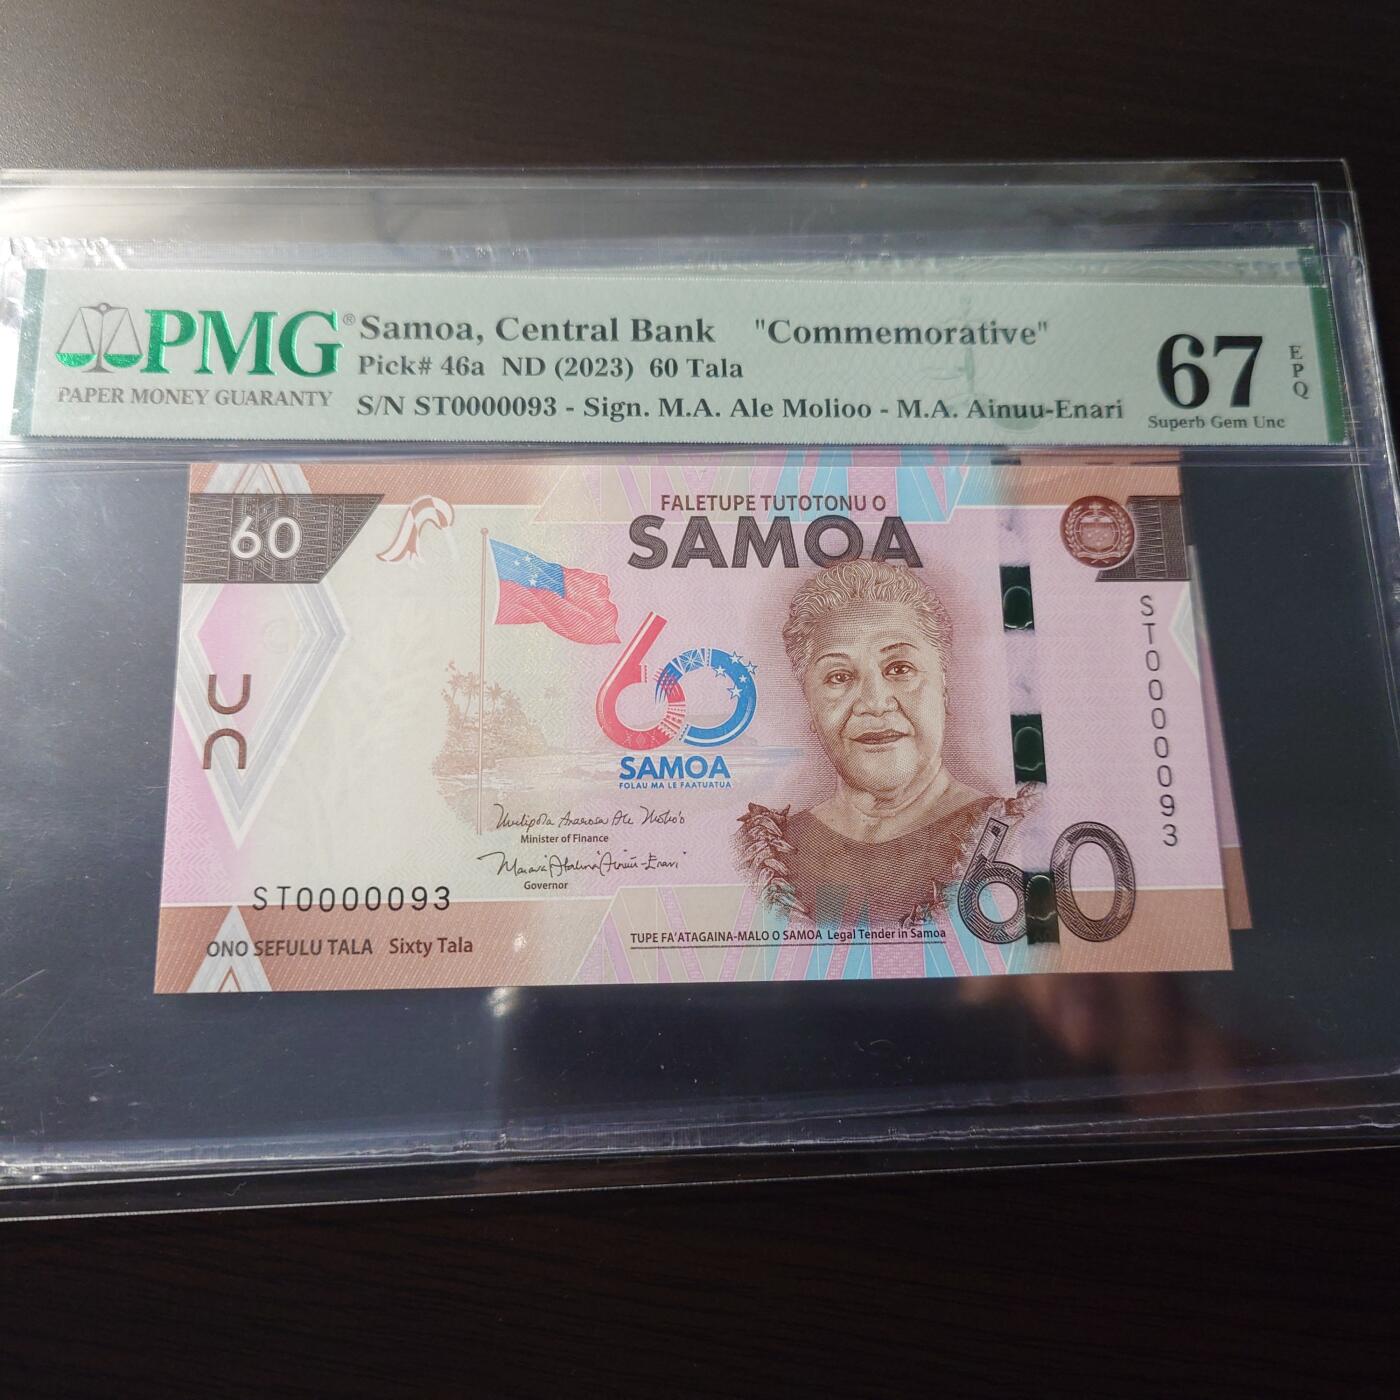 PMG®
PAPER MONEY GUARANTY
Samoa, Central Bank "Commemorative"
Pick# 46a ND (2023) 60 Tala
S/N ST0000093 - Sign. M.A. Ale Molioo - M.A. Ainuu-Enari
67
EPQ
Superb Gem Unc
FALETUPE TUTOTONU O
SAMOA
60
60
SAMOA
FOLAU MA LE FAATUATUA
Minister of Finance
Governor
ST0000093
ST0000093
60
ONO SEFULU TALA Sixty Tala
TUPE FA'ATAGAINA-MALO O SAMOA Legal Tender in Samoa